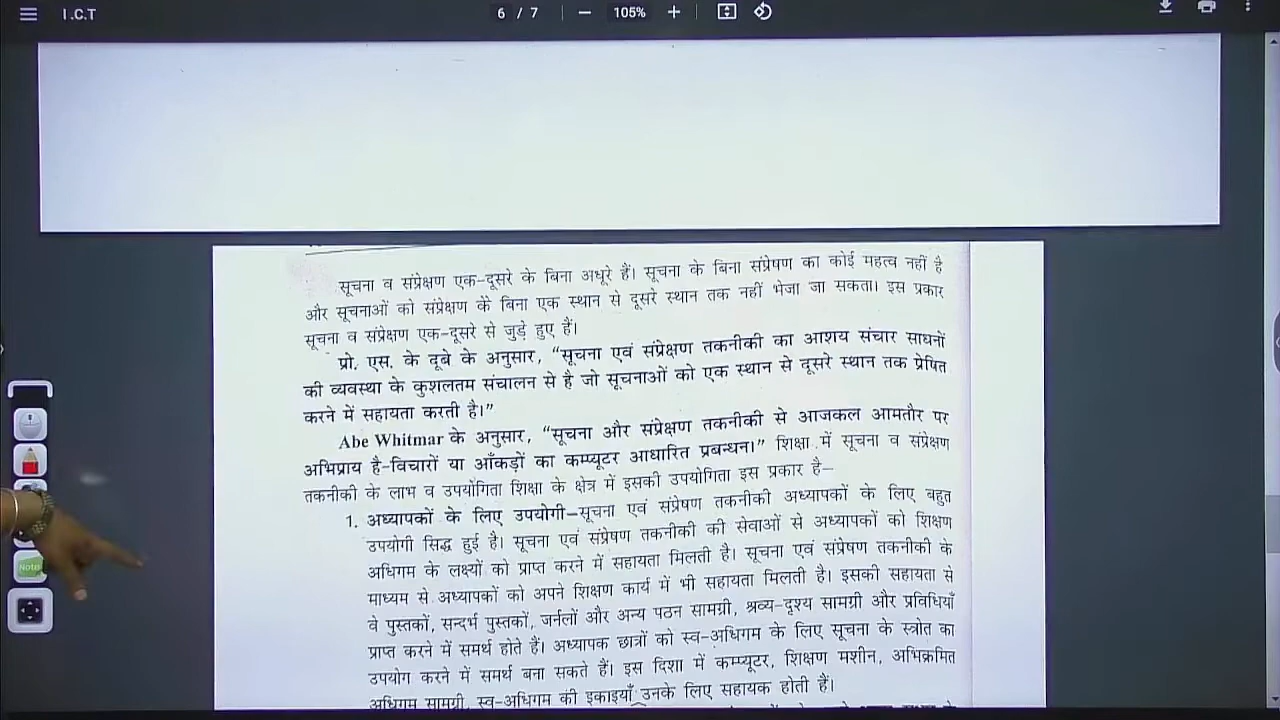 I.C.T
6 / 7
105%
सूचना व संप्रेक्षण एक-दूसरे के बिना अधूरे हैं। सूचना के बिना संप्रेषण का कोई महत्व नहीं है
और सूचनाओं को संप्रेक्षण केे बिना एक स्थान से दूसरे स्थान तक नहीं भेजा जा सकता। इस प्रकार
सूचना व संप्रेक्षण एक-दूसरे से जुड़े हुए हैं।
प्रो. एस. के दूबे के अनुसार, “सूचना एवं संप्रेक्षण तकनीकी का आशय संचार साधनों
की व्यवस्था के कुशलतम संचालन से है जो सूचनाओं को एक स्थान से दूसरे स्थान तक प्रेषित
करने में सहायता करती है।”
Abe Whitmar के अनुसार, “सूचना और संप्रेक्षण तकनीकी से आजकल आमतौर पर
अभिप्राय है-विचारों या आँकड़ों का कम्प्यूटर आधारित प्रबन्धन।” शिक्षा में सूचना व संप्रेक्षण
तकनीकी के लाभ व उपयोगिता शिक्षा के क्षेत्र में इसकी उपयोगिता इस प्रकार है–
1. अध्यापकों के लिए उपयोगी–सूचना एवं संप्रेषण तकनीकी अध्यापकों के लिए बहुत
उपयोगी सिद्ध हुई है। सूचना एवं संप्रेषण तकनीकी की सेवाओं से अध्यापकों को शिक्षण
अधिगम के लक्ष्यों को प्राप्त करने में सहायता मिलती है। सूचना एवं संप्रेषण तकनीकी के
माध्यम से अध्यापकों को अपने शिक्षण कार्य में भी सहायता मिलती है। इसकी सहायता से
वे पुस्तकों, सन्दर्भ पुस्तकों, जर्नलों और अन्य पठन सामग्री, श्रव्य-दृश्य सामग्री और प्रविधियाँ
प्राप्त करने में समर्थ होते हैं। अध्यापक छात्रों को स्व-अधिगम के लिए सूचना के स्त्रोत का
उपयोग करने में समर्थ बना सकते हैं। इस दिशा में कम्प्यूटर, शिक्षण मशीन, अभिक्रमित
अधिगम सामग्री, स्व-अधिगम की इकाइयाँ उनके लिए सहायक होती हैं।
Note